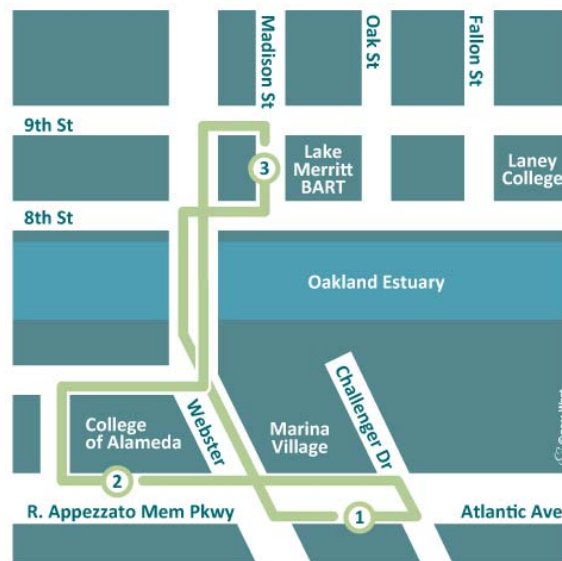 Madison St
Oak St
Fallon St
9th St
3
Lake
Merritt
BART
Laney
College
8th St
Oakland Estuary
Challenger Dr
College
of Alameda
Webster
Marina
Village
2
R. Appezzato Mem Pkwy
1
Atlantic Ave